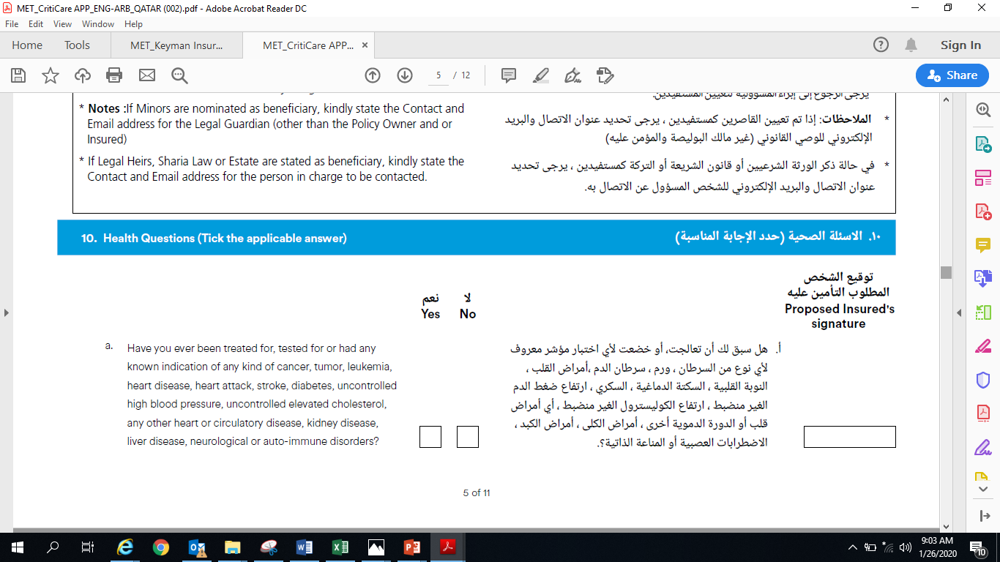 MET_CritiCare APP_ENG-ARB_QATAR (002).pdf - Adobe Acrobat Reader DC
File Edit View Window Help
Home Tools MET_Keyman Insur... MET_CritiCare APP... × Sign In
5 / 12 Share
يرجى الرجوع إلى إبراء المسؤولية لتعيين المستفيدين.
* Notes :If Minors are nominated as beneficiary, kindly state the Contact and
Email address for the Legal Guardian (other than the Policy Owner and or
Insured)
* الملاحظات: إذا تم تعيين القاصرين كمستفيدين ، يرجى تحديد عنوان الاتصال والبريد
الإلكتروني للوصي القانوني (غير مالك البوليصة والمؤمن عليه)
* If Legal Heirs, Sharia Law or Estate are stated as beneficiary, kindly state the
Contact and Email address for the person in charge to be contacted.
* في حالة ذكر الورثة الشرعيين أو قانون الشريعة أو التركة كمستفيدين ، يرجى تحديد
عنوان الاتصال والبريد الإلكتروني للشخص المسؤول عن الاتصال به.
10. Health Questions (Tick the applicable answer)
١٠. الاسئلة الصحية (حدد الإجابة المناسبة)
نعم لا
Yes No
توقيع الشخص
المطلوب التأمين عليه
Proposed Insured's
signature
a. Have you ever been treated for, tested for or had any
known indication of any kind of cancer, tumor, leukemia,
heart disease, heart attack, stroke, diabetes, uncontrolled
high blood pressure, uncontrolled elevated cholesterol,
any other heart or circulatory disease, kidney disease,
liver disease, neurological or auto-immune disorders?
أ. هل سبق لك أن تعالجت، أو خضعت لأي اختبار مؤشر معروف
لأي نوع من السرطان ، ورم ، سرطان الدم ،أمراض القلب ،
النوبة القلبية ، السكتة الدماغية ، السكري ، ارتفاع ضغط الدم
الغير منضبط ، ارتفاع الكوليسترول الغير منضبط ، أي أمراض
قلب أو الدورة الدموية أخرى ، أمراض الكلى ، أمراض الكبد ،
الاضطرابات العصبية أو المناعة الذاتية؟.
5 of 11
9:03 AM
1/26/2020
10